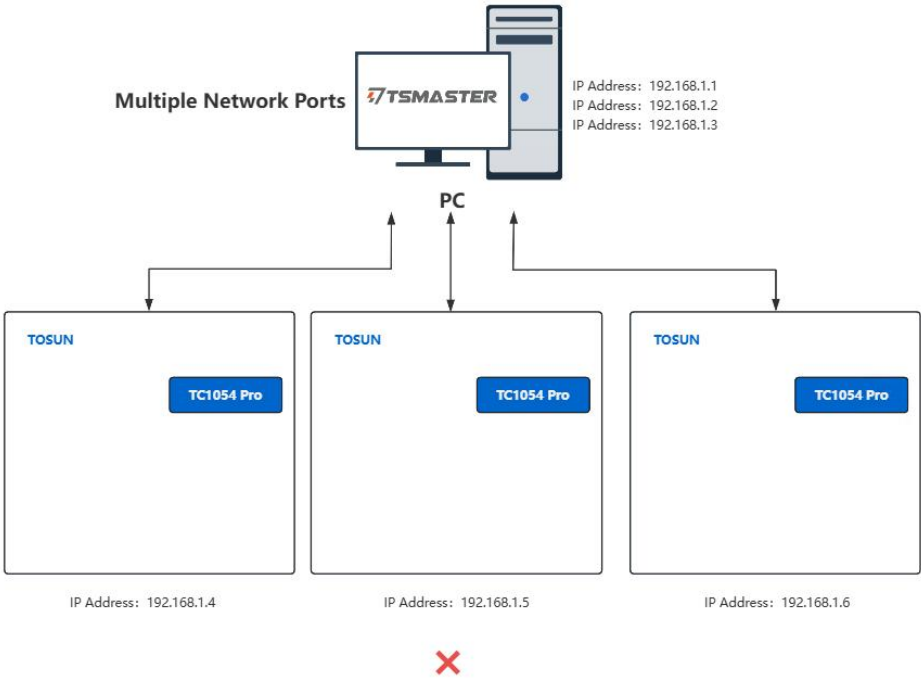 Multiple Network Ports
TSMASTER
IP Address: 192.168.1.1
IP Address: 192.168.1.2
IP Address: 192.168.1.3
PC
TOSUN
TC1054 Pro
TOSUN
TC1054 Pro
TOSUN
TC1054 Pro
IP Address: 192.168.1.4
IP Address: 192.168.1.5
IP Address: 192.168.1.6